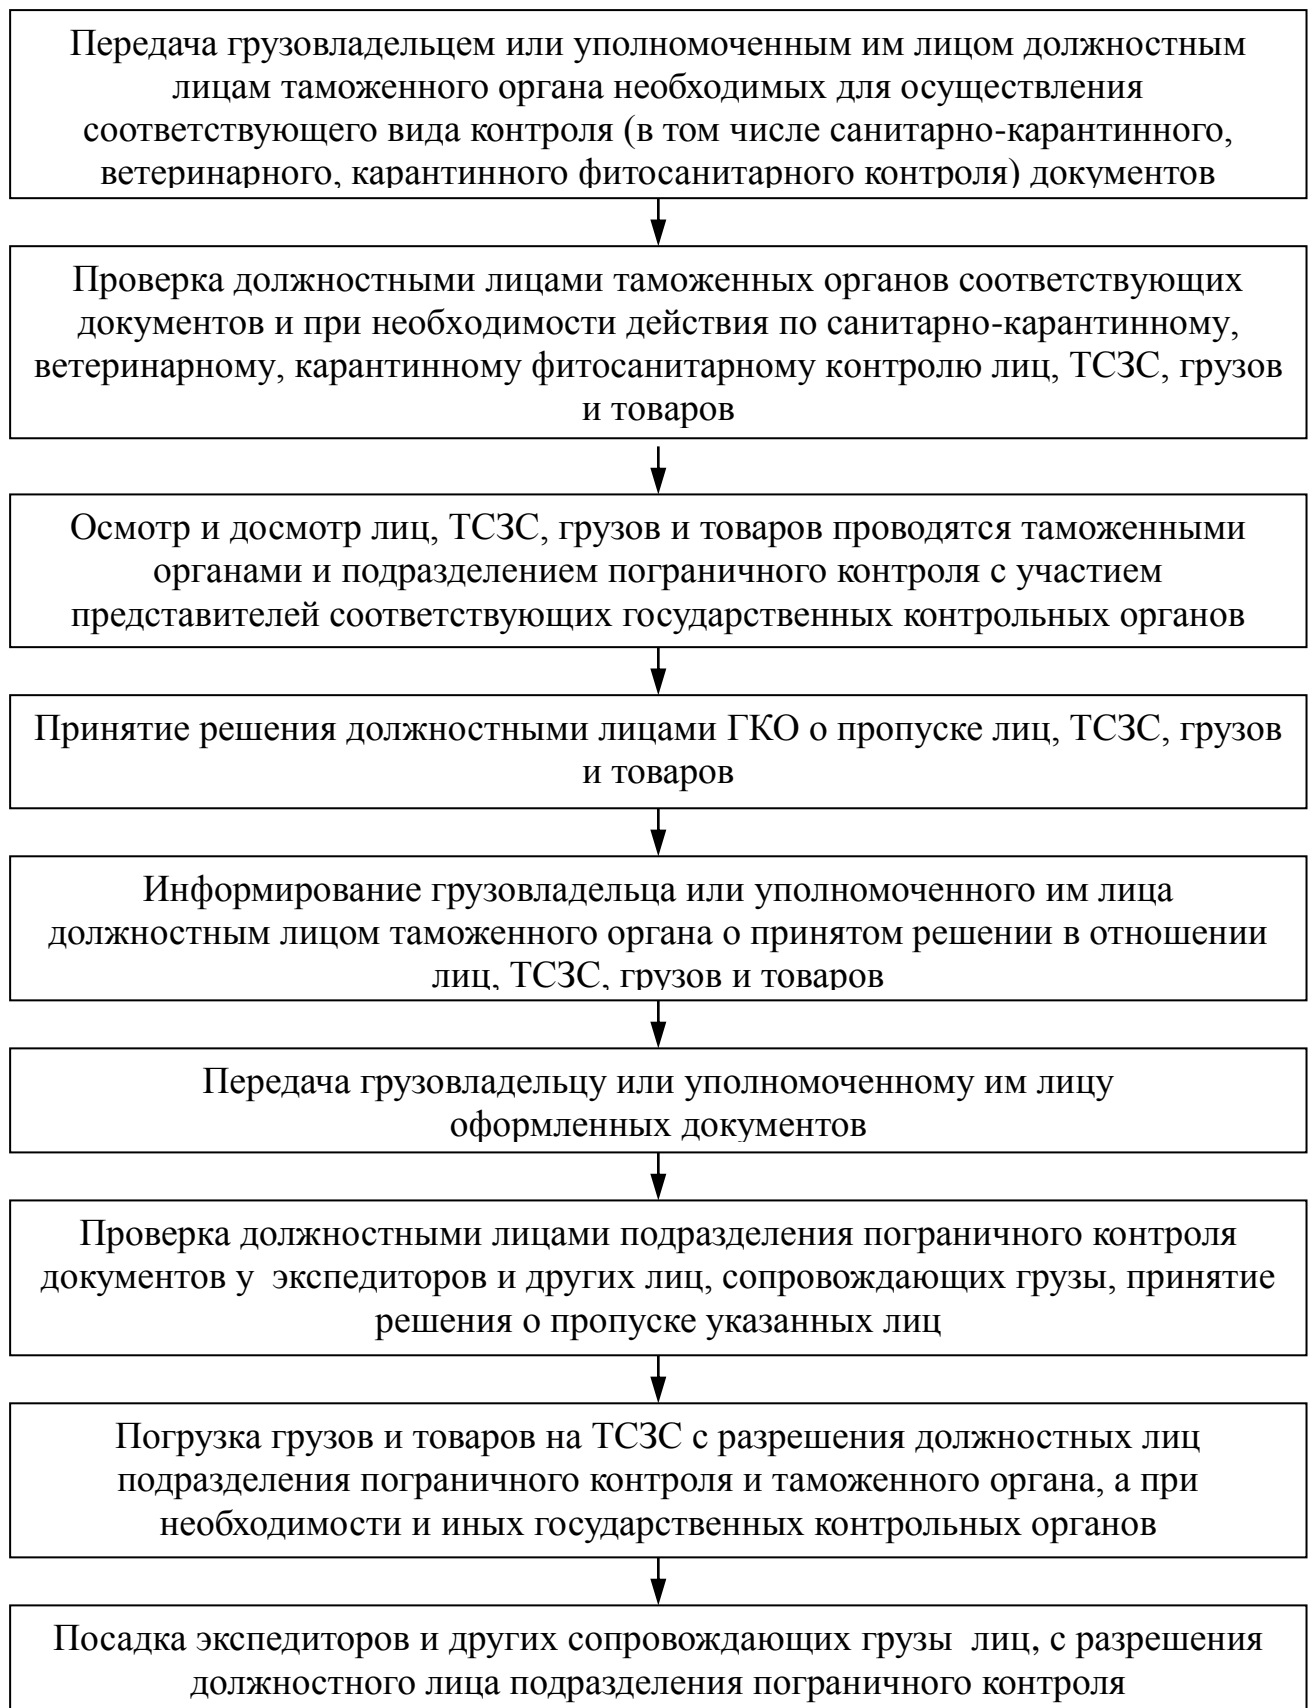 Передача грузовладельцем или уполномоченным им лицом должностным
лицам таможенного органа необходимых для осуществления
соответствующего вида контроля (в том числе санитарно-карантинного,
ветеринарного, карантинного фитосанитарного контроля) документов
Проверка должностными лицами таможенных органов соответствующих
документов и при необходимости действия по санитарно-карантинному,
ветеринарному, карантинному фитосанитарному контролю лиц, ТСЗС, грузов
и товаров
Осмотр и досмотр лиц, ТСЗС, грузов и товаров проводятся таможенными
органами и подразделением пограничного контроля с участием
представителей соответствующих государственных контрольных органов
Принятие решения должностными лицами ГКО о пропуске лиц, ТСЗС, грузов
и товаров
Информирование грузовладельца или уполномоченного им лица
должностным лицом таможенного органа о принятом решении в отношении
лиц, ТСЗС, грузов и товаров
Передача грузовладельцу или уполномоченному им лицу
оформленных документов
Проверка должностными лицами подразделения пограничного контроля
документов у экспедиторов и других лиц, сопровождающих грузы, принятие
решения о пропуске указанных лиц
Погрузка грузов и товаров на ТСЗС с разрешения должностных лиц
подразделения пограничного контроля и таможенного органа, а при
необходимости и иных государственных контрольных органов
Посадка экспедиторов и других сопровождающих грузы лиц, с разрешения
должностного лица подразделения пограничного контроля